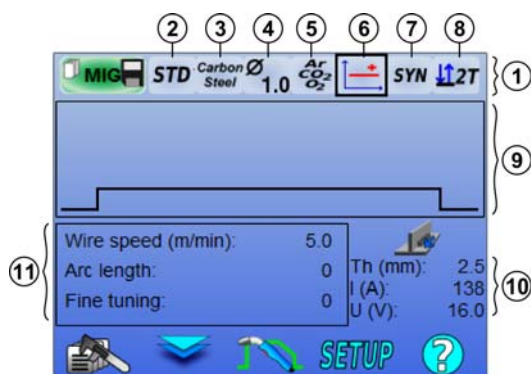 2 3 4 5 6 7 8
MIG STD Carbon Steel Ø 1.0 Ar CO2 O2 SYN 2T 1
9
Wire speed (m/min): 5.0
Arc length: 0 Th (mm): 2.5
11 I (A): 138 10
Fine tuning: 0 U (V): 16.0
SETUP ?